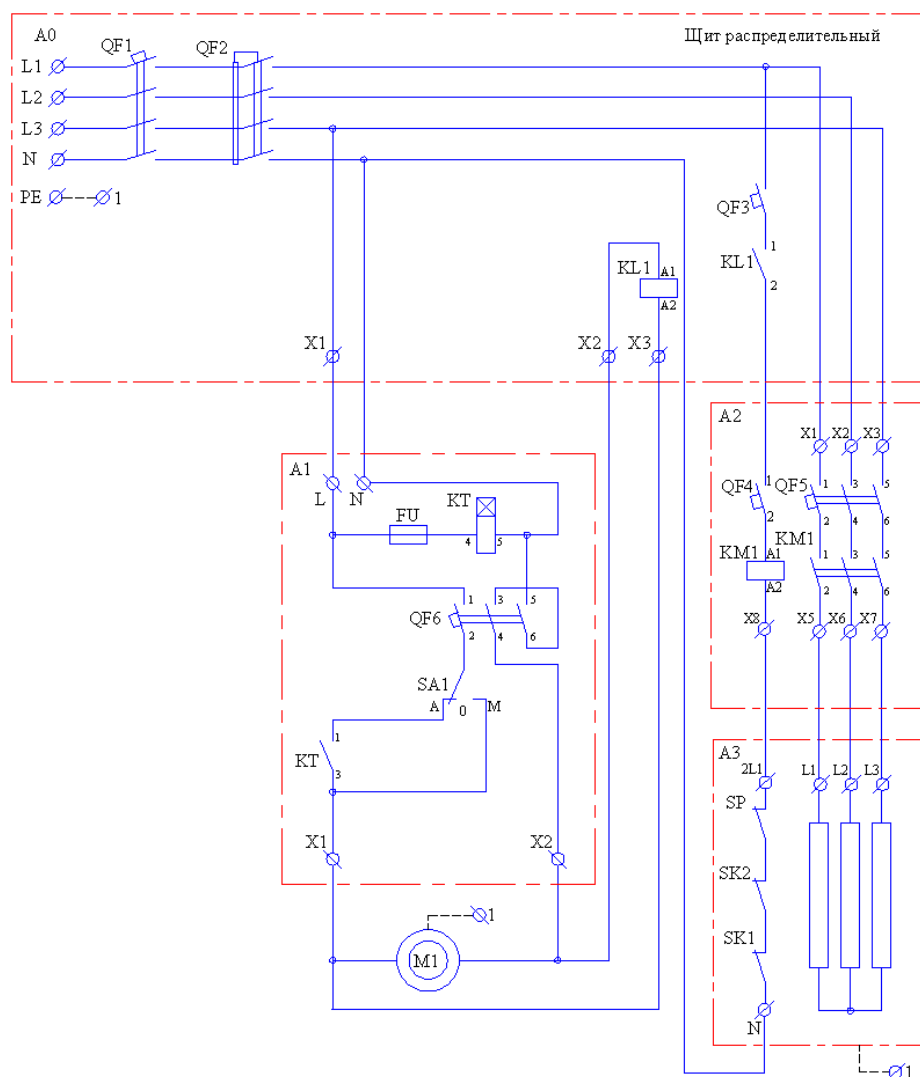 A0
QF1
QF2
Щит распределительный
L1
L2
L3
N
PE
1
QF3
KL1
1
2
KL1
A1
A2
X1
X2
X3
A2
X1
X2
X3
QF4
1
2
QF5
1
3
5
2
4
6
KM1
A1
A2
KM1
1
3
5
2
4
6
X8
X5
X6
X7
A1
L
N
FU
KT
4
5
QF6
1
3
5
2
4
6
SA1
A
0
M
KT
1
3
X1
X2
M1
1
A3
2L1
L1
L2
L3
SP
SK2
SK1
N
1